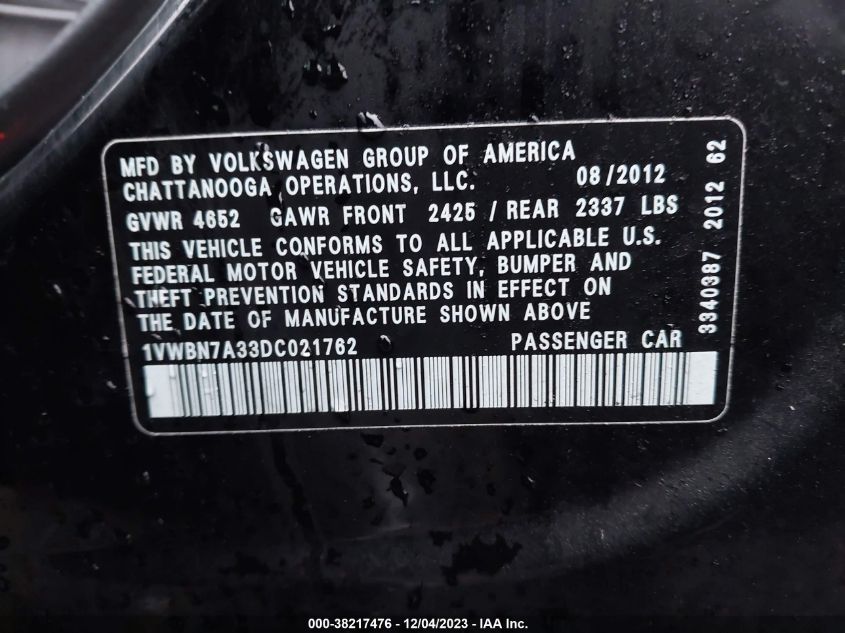 MFD BY VOLKSWAGEN GROUP OF AMERICA
CHATTANOOGA OPERATIONS, LLC. 08/2012
GVWR 4652 GAWR FRONT 2425 / REAR 2337 LBS
THIS VEHICLE CONFORMS TO ALL APPLICABLE U.S.
FEDERAL MOTOR VEHICLE SAFETY, BUMPER AND
THEFT PREVENTION STANDARDS IN EFFECT ON
THE DATE OF MANUFACTURE SHOWN ABOVE
1VWBN7A33DC021762 PASSENGER CAR
3340387 2012 62
000-38217476 - 12/04/2023 - IAA Inc.